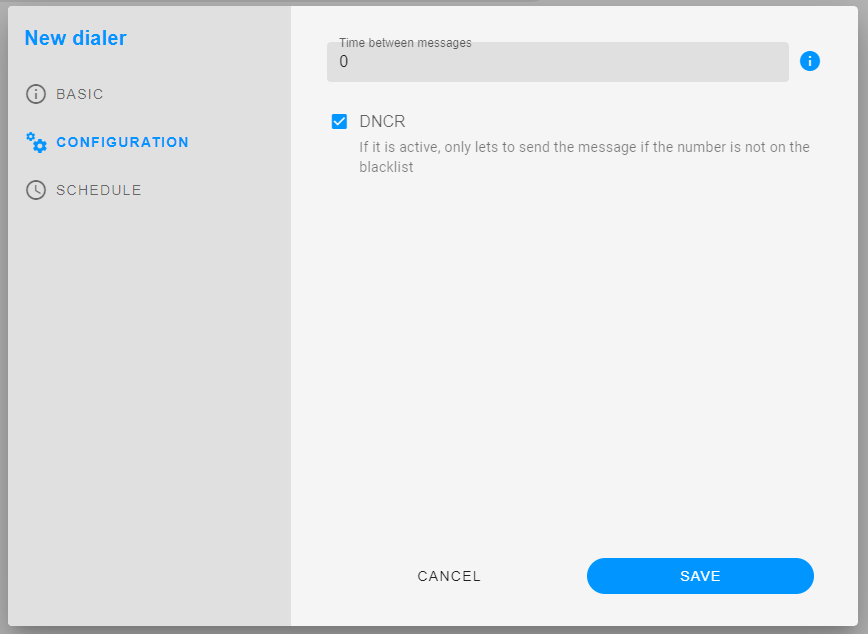 New dialer
BASIC
CONFIGURATION
SCHEDULE
Time between messages
0
DNCR
If it is active, only lets to send the message if the number is not on the
blacklist
CANCEL
SAVE